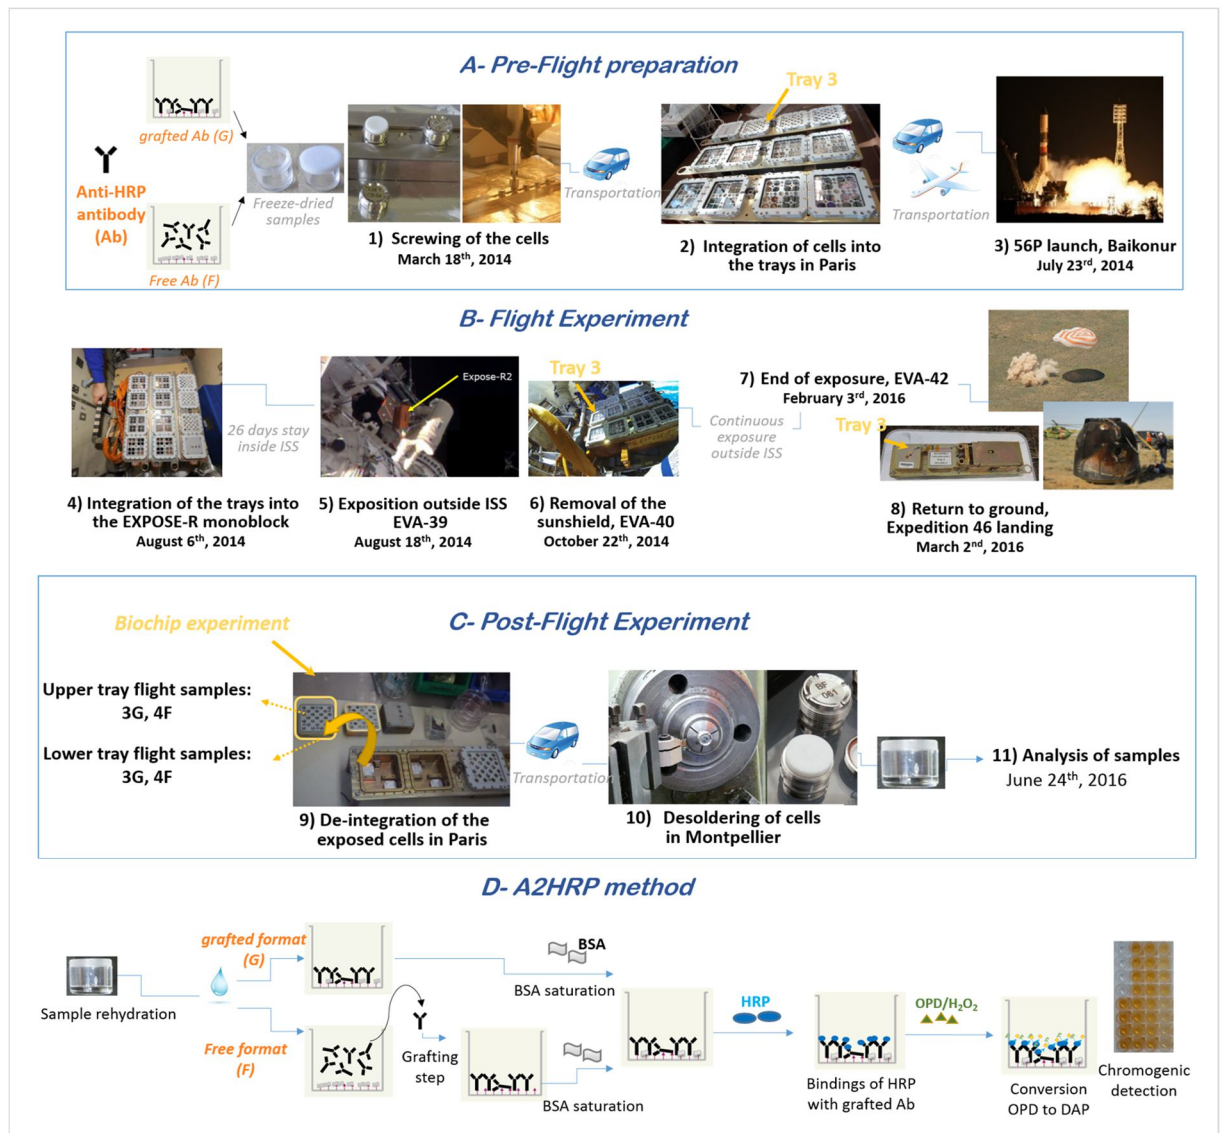 A- Pre-Flight preparation
grafted Ab (G)
Anti-HRP
antibody
(Ab)
Free Ab (F)
Freeze-dried
samples
1) Screwing of the cells
March 18th, 2014
Transportation
Tray 3
2) Integration of cells into
the trays in Paris
Transportation
3) 56P launch, Baikonur
July 23rd, 2014
B- Flight Experiment
4) Integration of the trays into
the EXPOSE-R monoblock
August 6th, 2014
26 days stay
inside ISS
Expose-R2
5) Exposition outside ISS
EVA-39
August 18th, 2014
Tray 3
6) Removal of the
sunshield, EVA-40
October 22th, 2014
Continuous
exposure
outside ISS
7) End of exposure, EVA-42
February 3rd, 2016
Tray 3
8) Return to ground,
Expedition 46 landing
March 2nd, 2016
C- Post-Flight Experiment
Biochip experiment
Upper tray flight samples:
3G, 4F
Lower tray flight samples:
3G, 4F
9) De-integration of the
exposed cells in Paris
Transportation
BF
061
10) Desoldering of cells
in Montpellier
11) Analysis of samples
June 24th, 2016
D- A2HRP method
Sample rehydration
grafted format
(G)
Free format
(F)
Grafting
step
BSA
BSA saturation
BSA saturation
HRP
Bindings of HRP
with grafted Ab
OPD/H2O2
Conversion
OPD to DAP
Chromogenic
detection